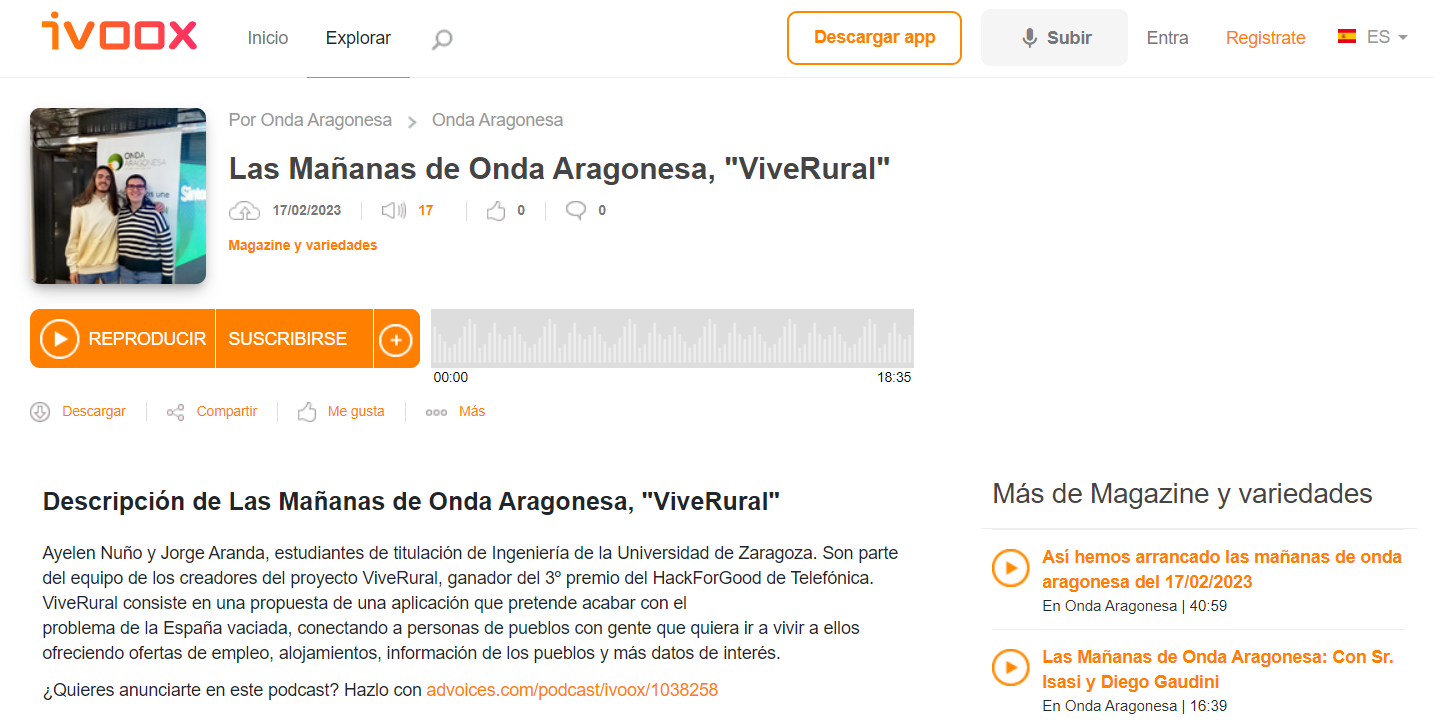 ivoox
Inicio
Explorar
Descargar app
Subir
Entra
Registrate
ES
Por Onda Aragonesa
Onda Aragonesa
Las Mañanas de Onda Aragonesa, "ViveRural"
17/02/2023
17
0
0
Magazine y variedades
ONDA
ARAGONESA
REPRODUCIR
SUSCRIBIRSE
00:00
18:35
Descargar
Compartir
Me gusta
Más
Descripción de Las Mañanas de Onda Aragonesa, "ViveRural"
Ayelen Nuño y Jorge Aranda, estudiantes de titulación de Ingeniería de la Universidad de Zaragoza. Son parte
del equipo de los creadores del proyecto ViveRural, ganador del 3º premio del HackForGood de Telefónica.
ViveRural consiste en una propuesta de una aplicación que pretende acabar con el
problema de la España vaciada, conectando a personas de pueblos con gente que quiera ir a vivir a ellos
ofreciendo ofertas de empleo, alojamientos, información de los pueblos y más datos de interés.
¿Quieres anunciarte en este podcast? Hazlo con advoices.com/podcast/ivoox/1038258
Más de Magazine y variedades
Así hemos arrancado las mañanas de onda
aragonesa del 17/02/2023
En Onda Aragonesa | 40:59
Las Mañanas de Onda Aragonesa: Con Sr.
Isasi y Diego Gaudini
En Onda Aragonesa | 16:39